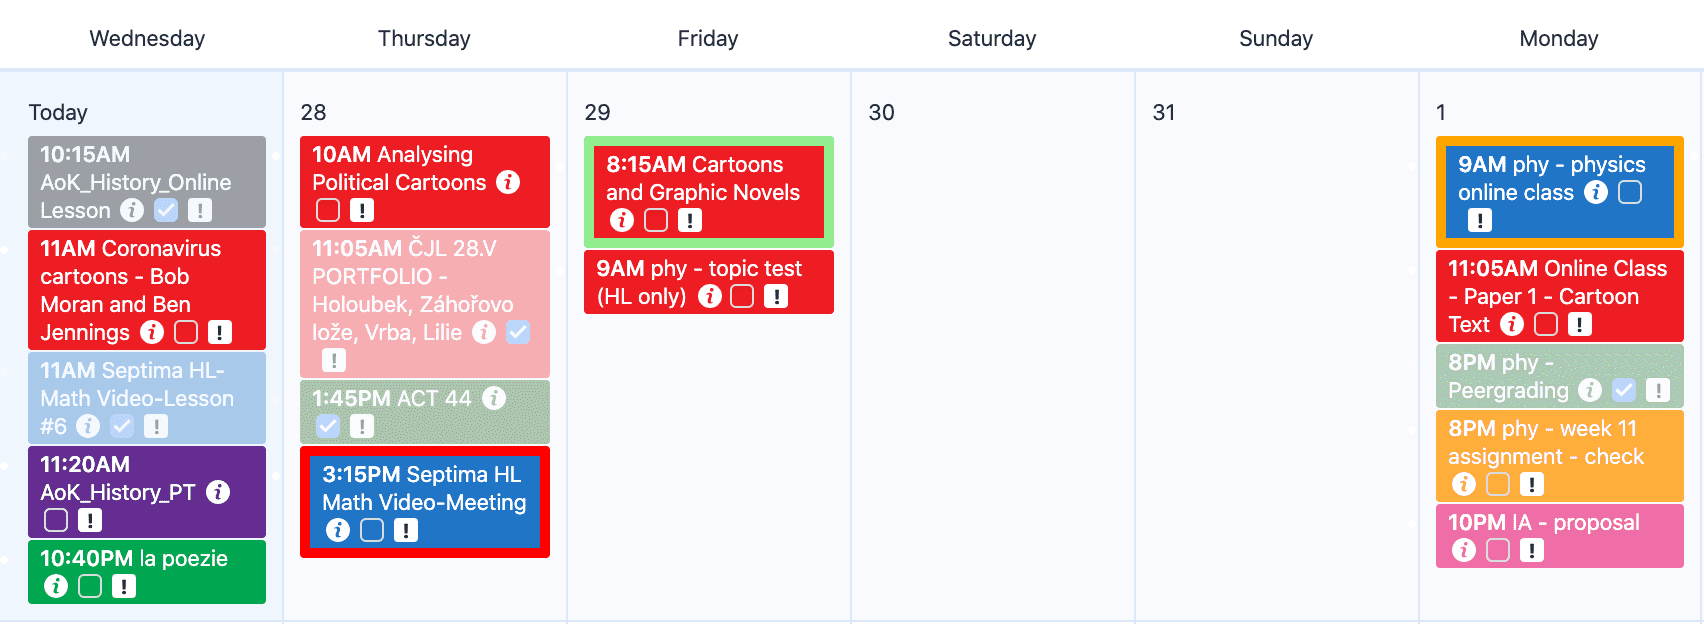 Wednesday
Thursday
Friday
Saturday
Sunday
Monday
Today
10:15AM
AoK_History_Online
Lesson
11AM Coronavirus
cartoons - Bob
Moran and Ben
Jennings
11AM Septima HL-
Math Video-Lesson
#6
11:20AM
AoK_History_PT
10:40PM la poezie
28
10AM Analysing
Political Cartoons
11:05AM ČJL 28.V
PORTFOLIO -
Holoubek, Záhořovo
lože, Vrba, Lilie
1:45PM ACT 44
3:15PM Septima HL
Math Video-Meeting
29
8:15AM Cartoons
and Graphic Novels
9AM phy - topic test
(HL only)
30
31
1
9AM phy - physics
online class
11:05AM Online Class
- Paper 1 - Cartoon
Text
8PM phy -
Peergrading
8PM phy - week 11
assignment - check
10PM IA - proposal